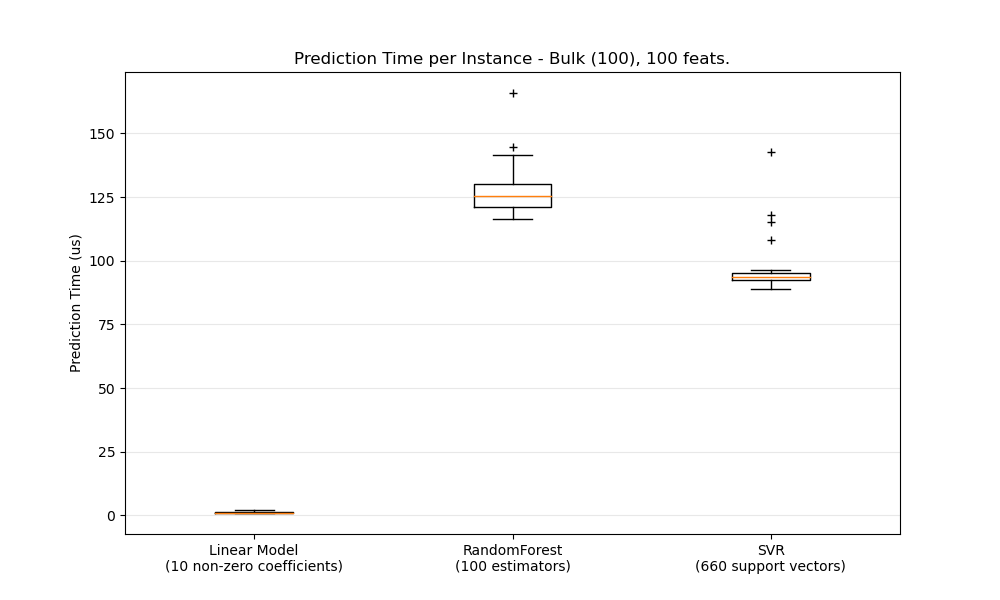 Prediction Time per Instance - Bulk (100), 100 feats.
Prediction Time (us)
150
125
100
75
50
25
0
Linear Model
(10 non-zero coefficients)
RandomForest
(100 estimators)
SVR
(660 support vectors)